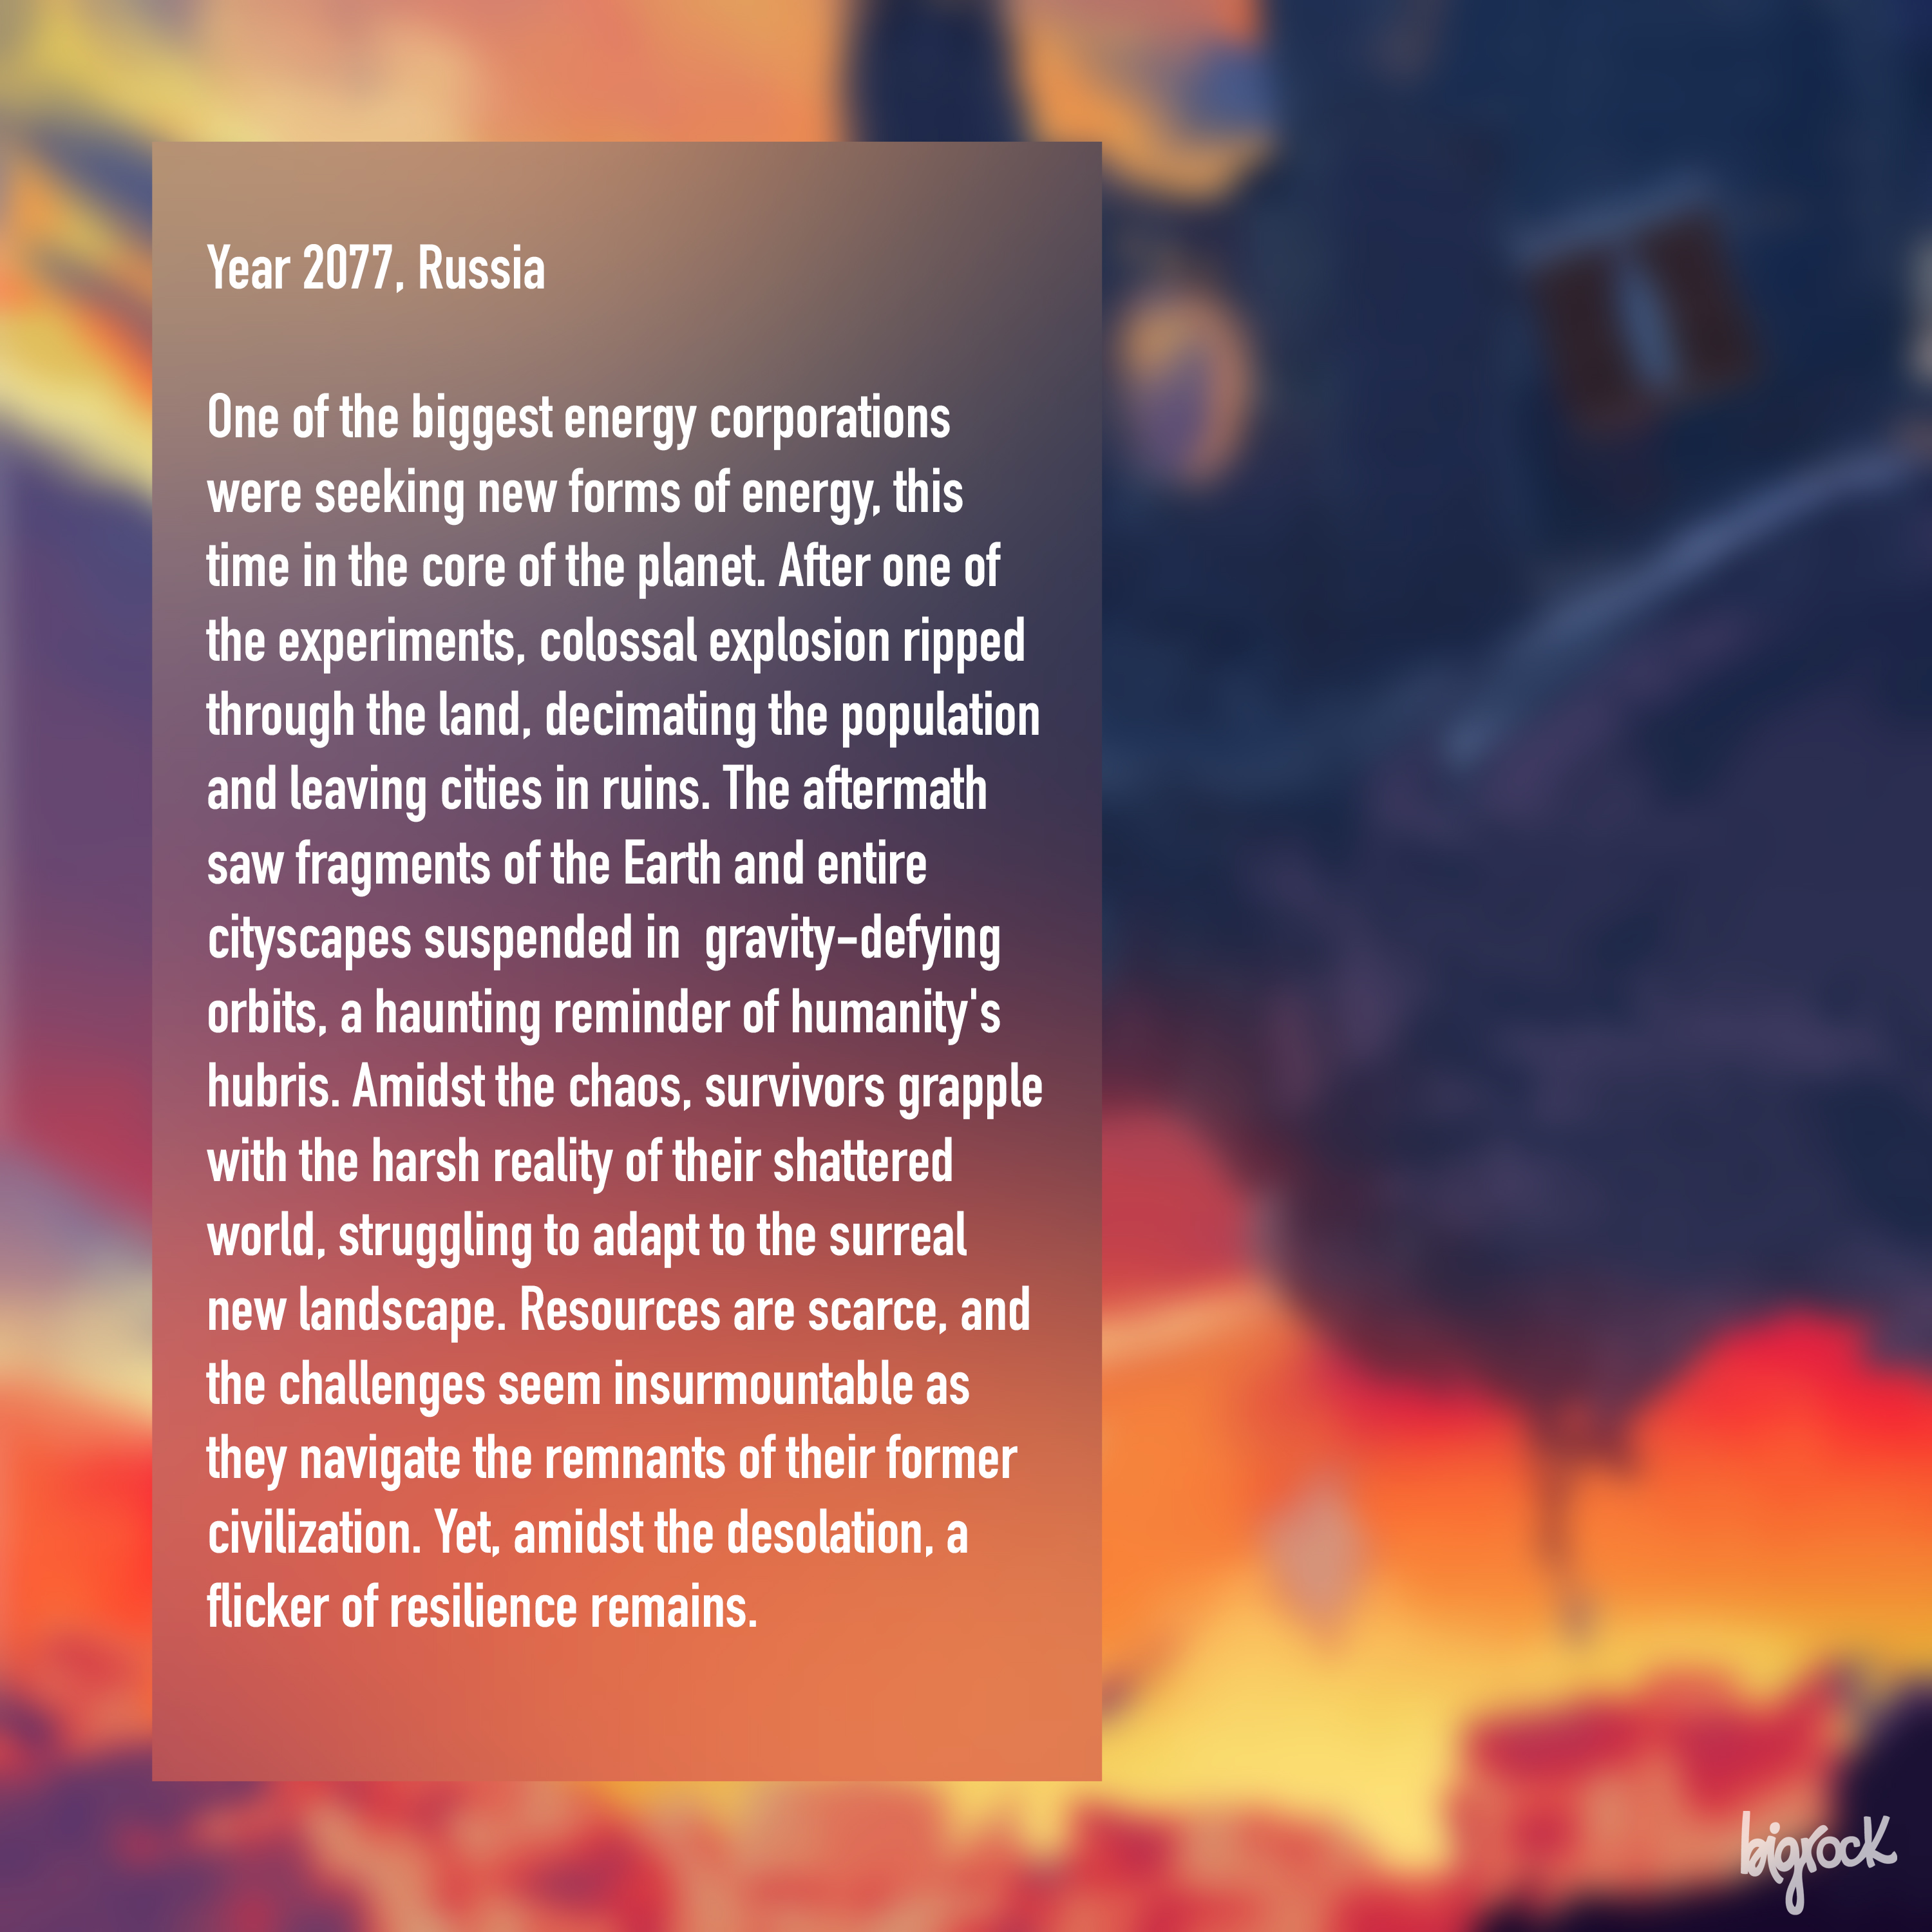 Year 2077, Russia
One of the biggest energy corporations
were seeking new forms of energy, this
time in the core of the planet. After one of
the experiments, colossal explosion ripped
through the land, decimating the population
and leaving cities in ruins. The aftermath
saw fragments of the Earth and entire
cityscapes suspended in  gravity-defying
orbits, a haunting reminder of humanity's
hubris. Amidst the chaos, survivors grapple
with the harsh reality of their shattered
world, struggling to adapt to the surreal
new landscape. Resources are scarce, and
the challenges seem insurmountable as
they navigate the remnants of their former
civilization. Yet, amidst the desolation, a
flicker of resilience remains.
bigrock